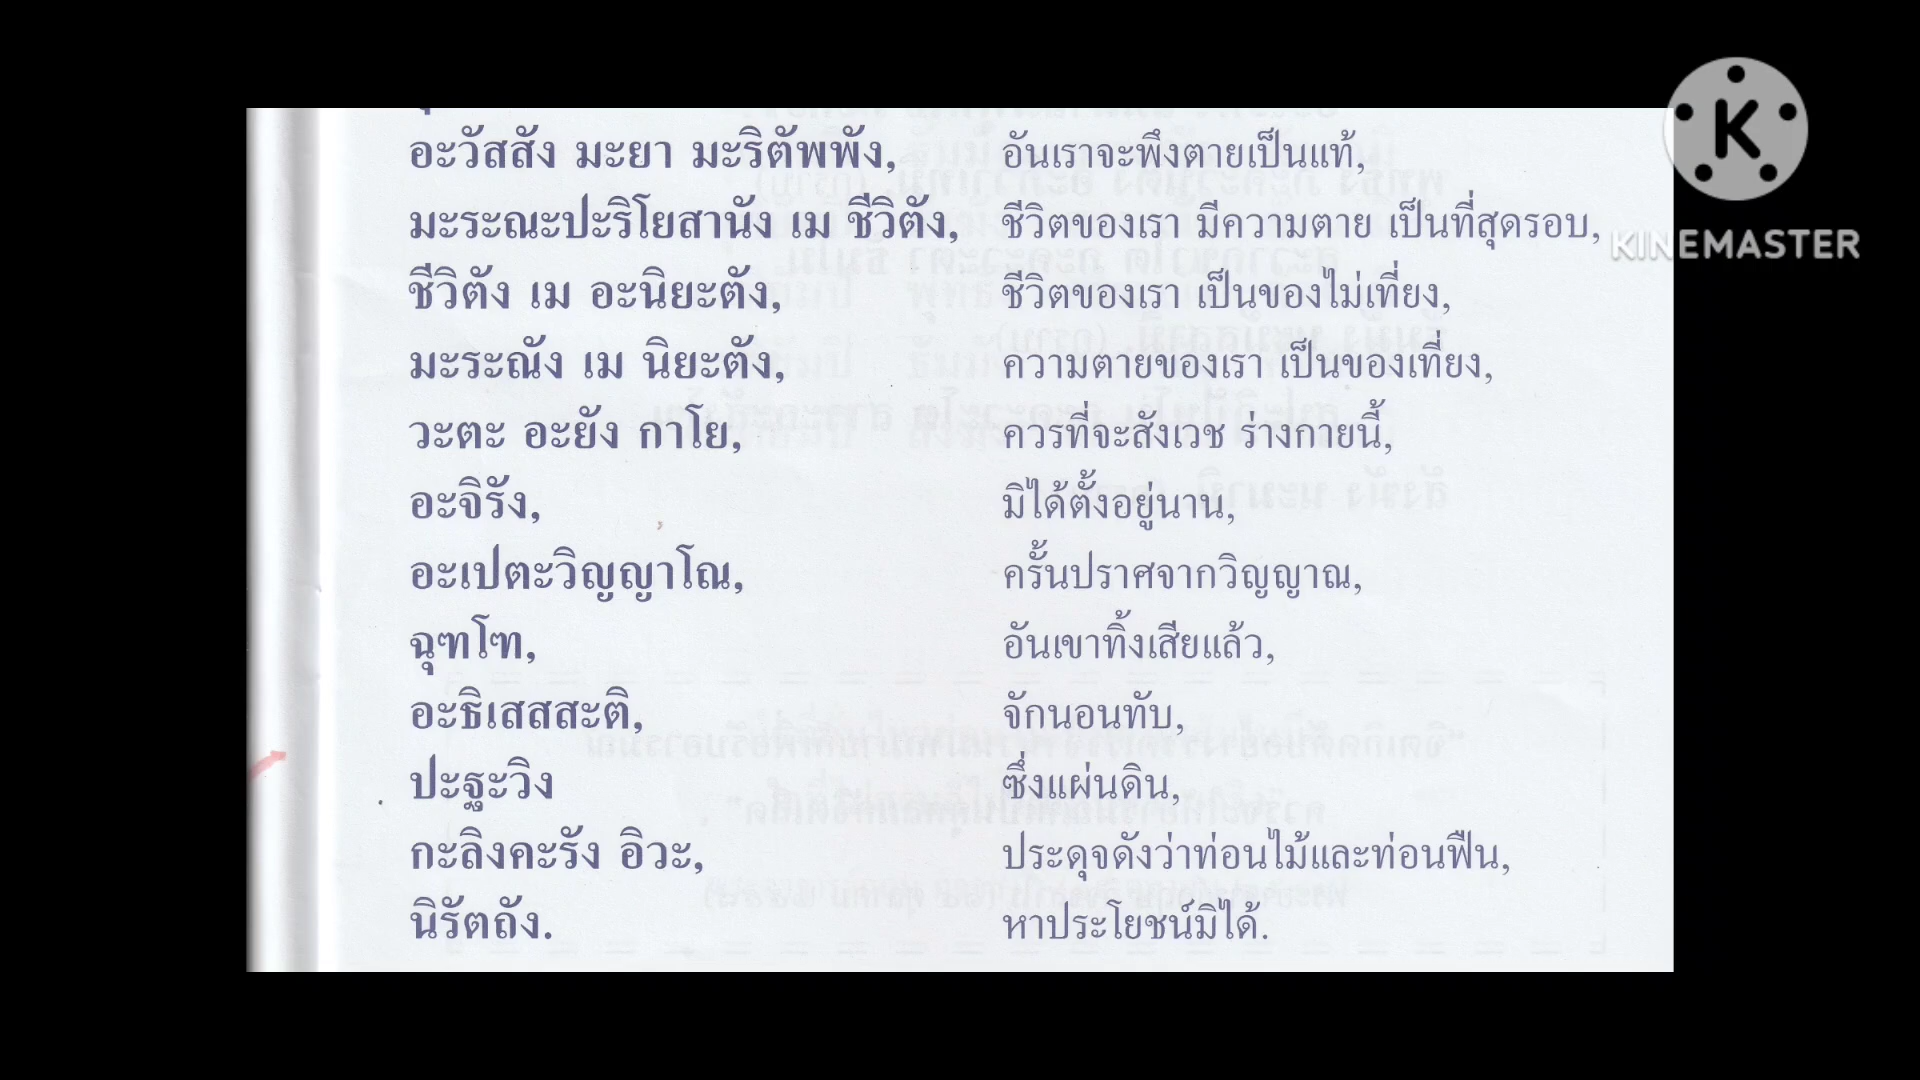 อะวัสสัง มะยา มะริตัพพัง, อันเราจะพึงตายเป็นแท้,
มะระณะปะริโยสานัง เม ชีวิตัง, ชีวิตของเรา มีความตาย เป็นที่สุดรอบ,
ชีวิตัง เม อะนิยะตัง, ชีวิตของเรา เป็นของไม่เที่ยง,
มะระณัง เม นิยะตัง, ความตายของเรา เป็นของเที่ยง,
วะตะ อะยัง กาโย, ควรที่จะสังเวช ร่างกายนี้,
อะจิรัง, มิได้ตั้งอยู่นาน,
อะเปตะวิญญาโณ, ครั้นปราศจากวิญญาณ,
ฉุฑโฑ, อันเขาทิ้งเสียแล้ว,
อะธิเสสสะติ, จักนอนทับ,
ปะฐะวิง ซึ่งแผ่นดิน,
กะลิงคะรัง อิวะ, ประดุจดังว่าท่อนไม้และท่อนฟืน,
นิรัตถัง. หาประโยชน์มิได้.
K
KINEMASTER